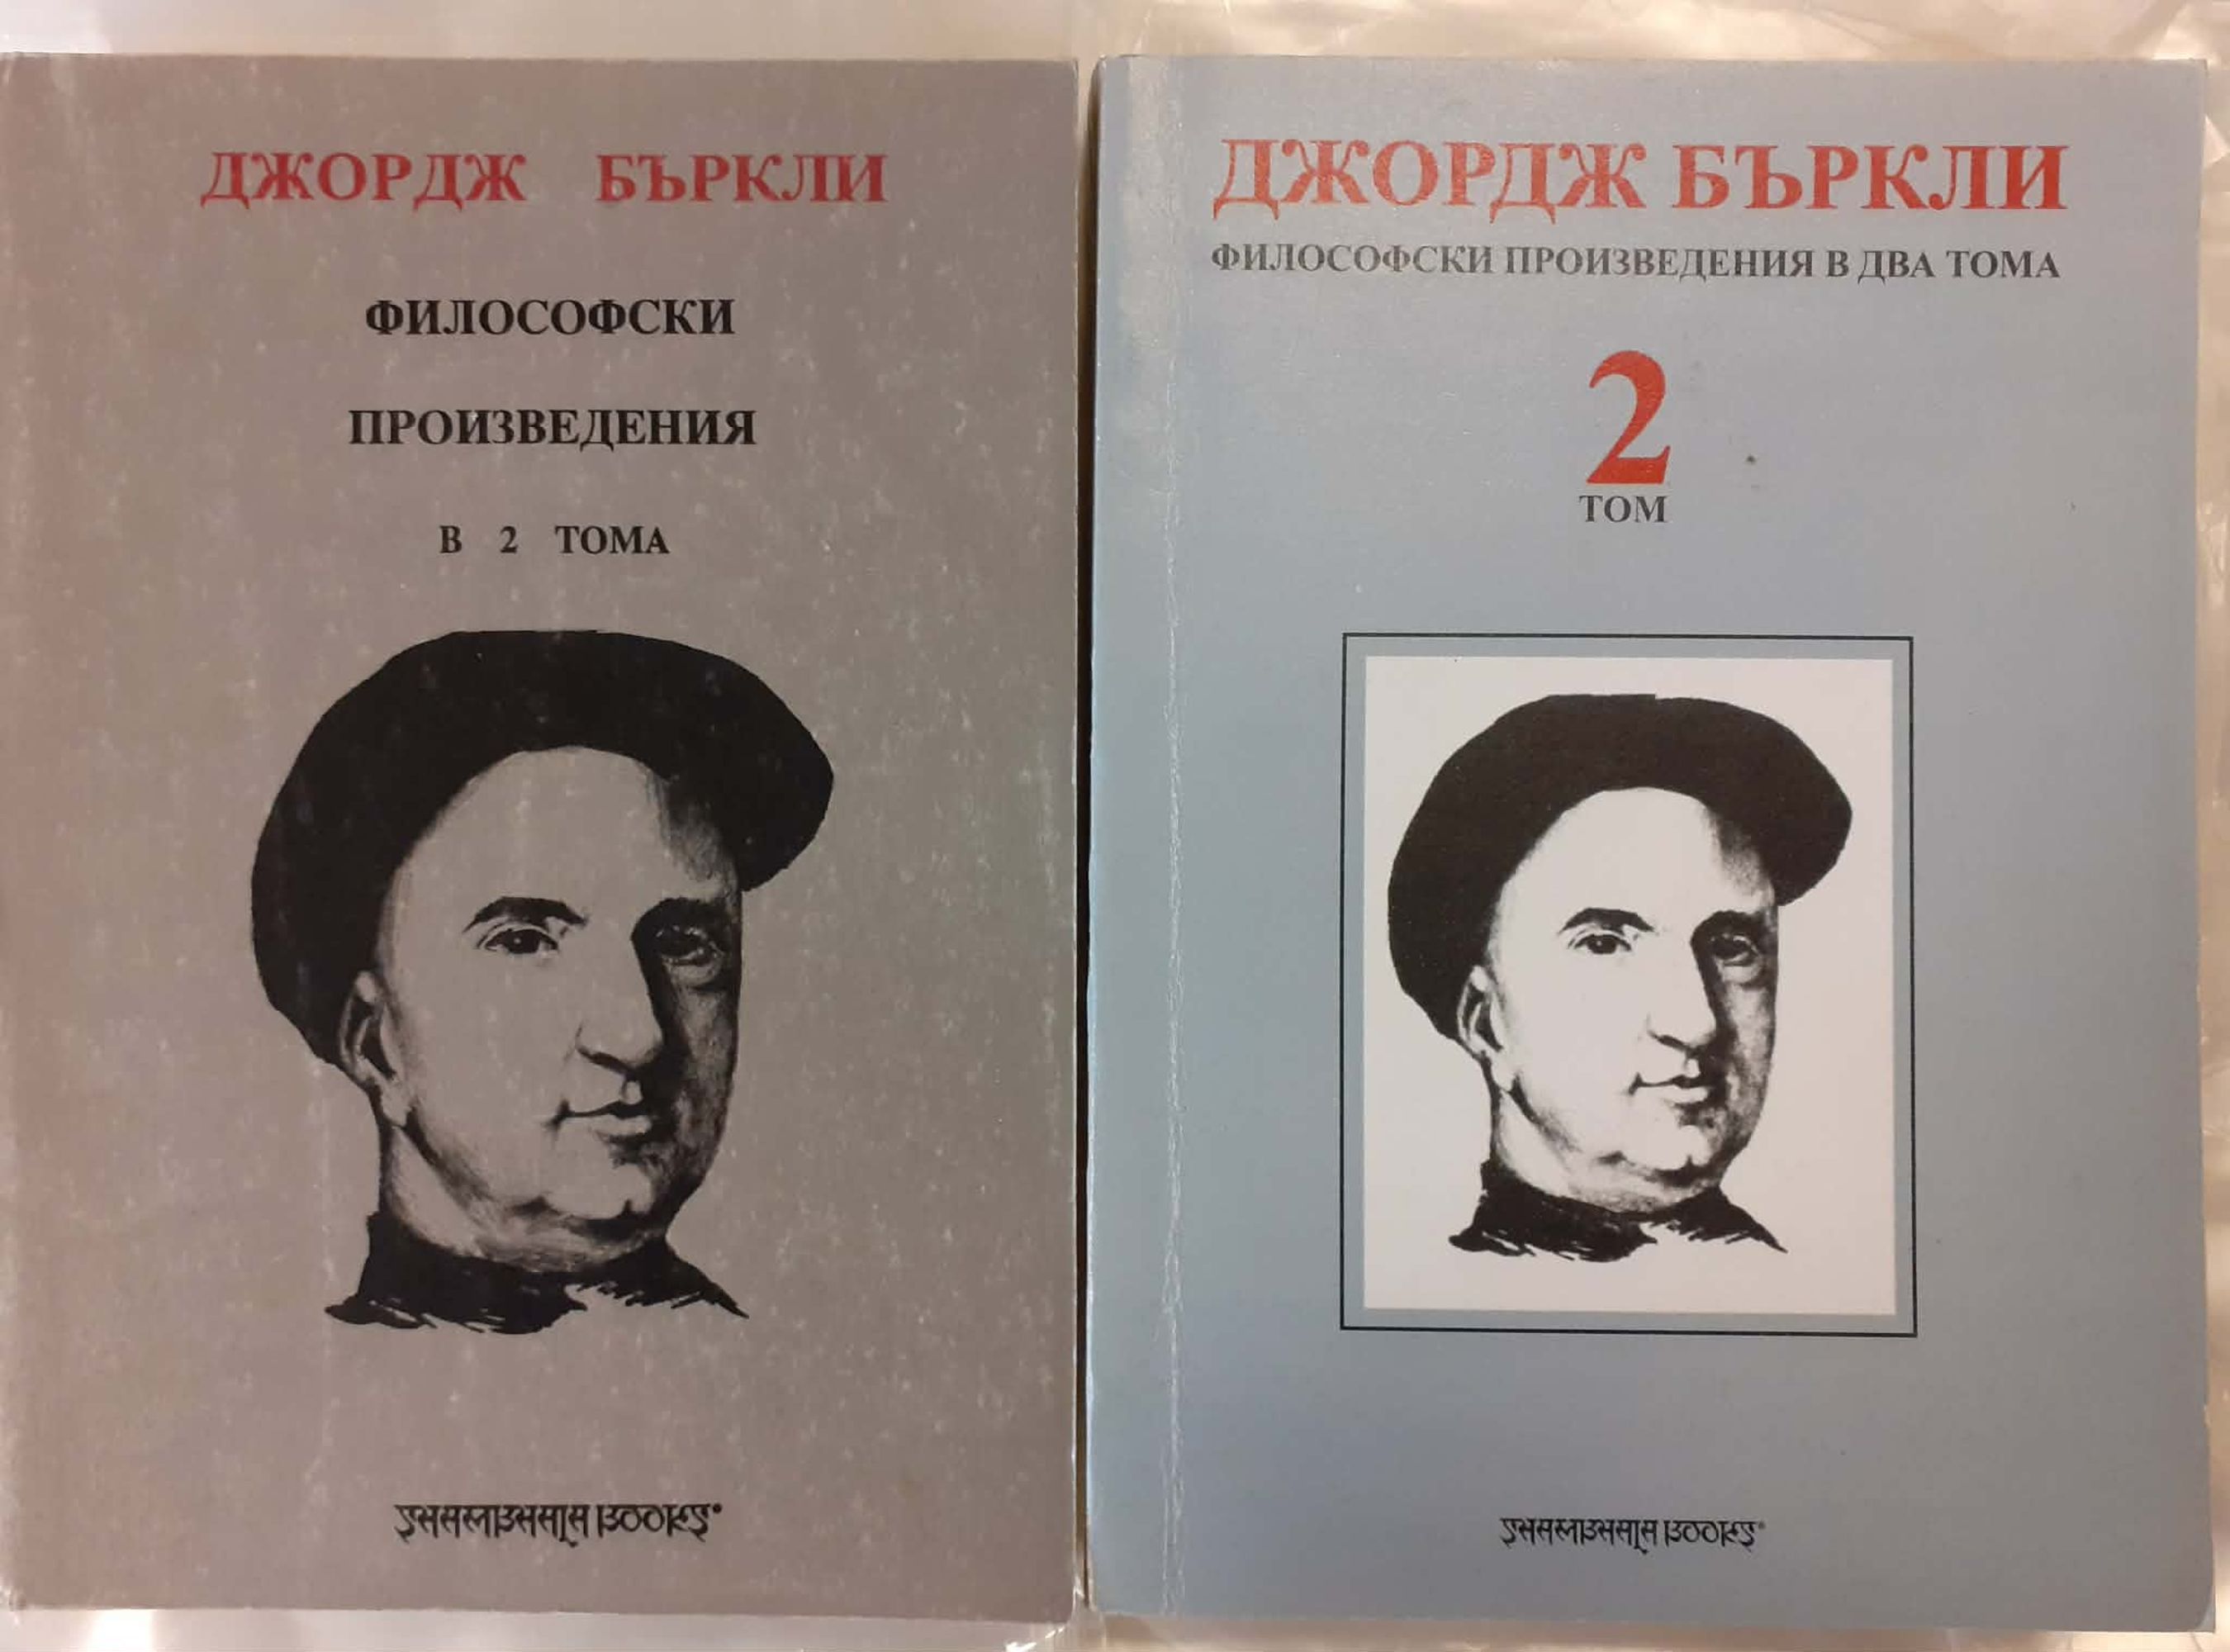 ДЖОРДЖ БЪРКЛИ
ФИЛОСОФСКИ
ПРОИЗВЕДЕНИЯ
В 2 ТОМА
ДЖОРДЖ БЪРКЛИ
ФИЛОСОФСКИ ПРОИЗВЕДЕНИЯ В ДВА ТОМА
2
ТОМ